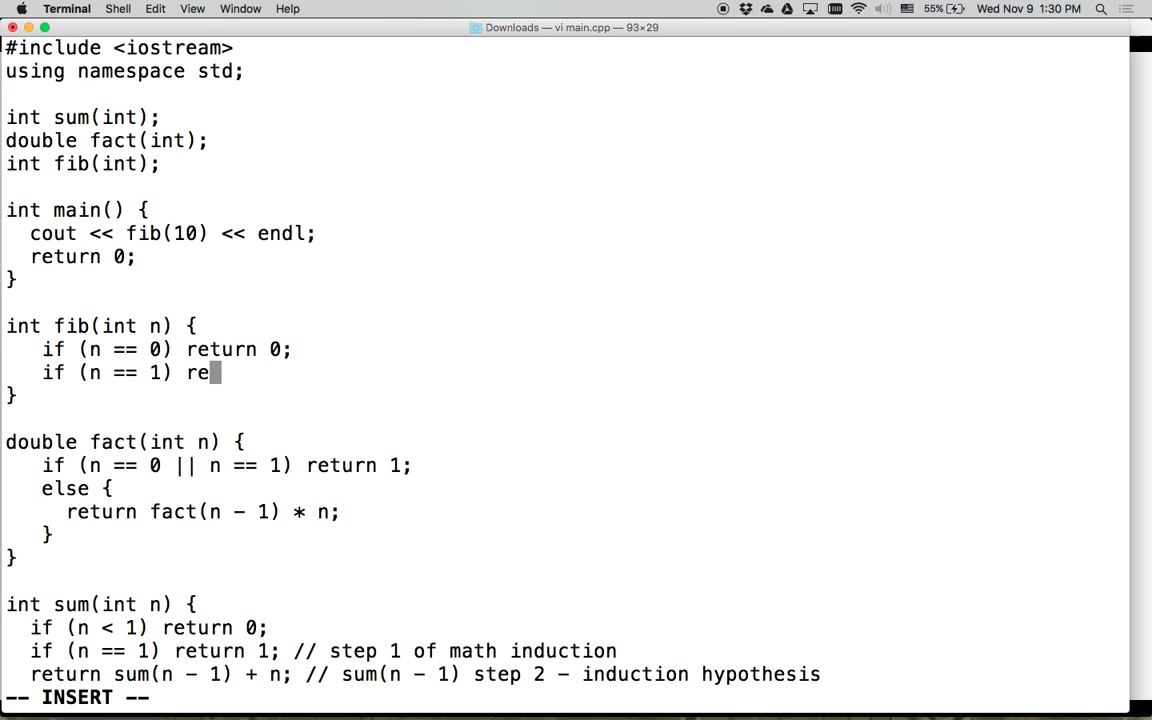 Terminal Shell Edit View Window Help 55% Wed Nov 9 1:30 PM
Downloads — vi main.cpp — 93×29
#include <iostream>
using namespace std;
int sum(int);
double fact(int);
int fib(int);
int main() {
  cout << fib(10) << endl;
  return 0;
}
int fib(int n) {
   if (n == 0) return 0;
   if (n == 1) re
}
double fact(int n) {
   if (n == 0 || n == 1) return 1;
   else {
     return fact(n - 1) * n;
   }
}
int sum(int n) {
  if (n < 1) return 0;
  if (n == 1) return 1; // step 1 of math induction
  return sum(n - 1) + n; // sum(n - 1) step 2 - induction hypothesis
-- INSERT --